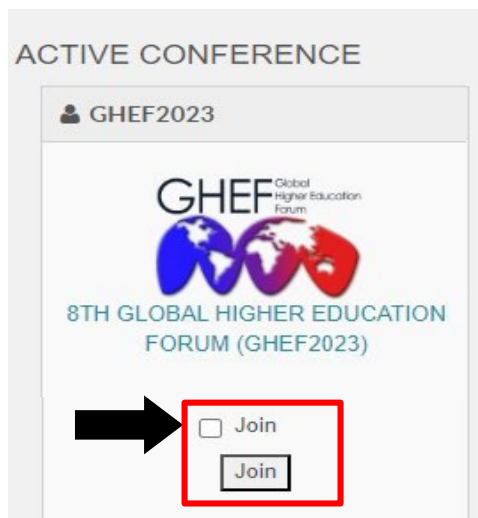 ACTIVE CONFERENCE
GHEF2023
GHEF Global
Higher Education
Forum
8TH GLOBAL HIGHER EDUCATION
FORUM (GHEF2023)
Join
Join